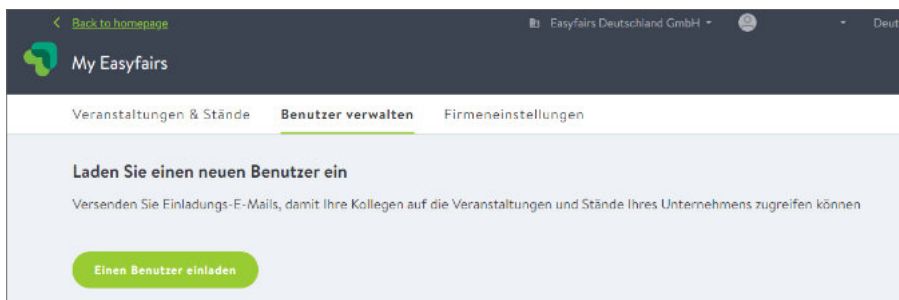 Back to homepage
Easyfairs Deutschland GmbH
My Easyfairs
Veranstaltungen & Stände
Benutzer verwalten
Firmeneinstellungen
Laden Sie einen neuen Benutzer ein
Versenden Sie Einladungs-E-Mails, damit Ihre Kollegen auf die Veranstaltungen und Stände Ihres Unternehmens zugreifen können
Einen Benutzer einladen